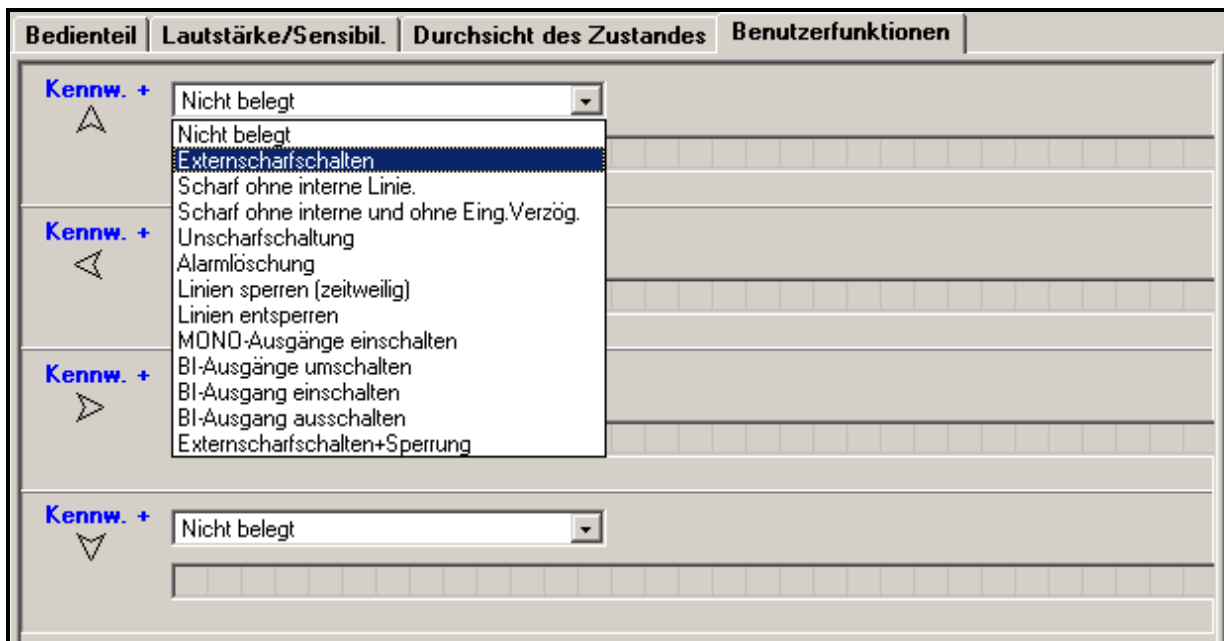 Bedienteil Lautstärke/Sensibil. Durchsicht des Zustandes Benutzerfunktionen
Kennw. +
Nicht belegt
Nicht belegt
Externscharfschalten
Scharf ohne interne Linie.
Scharf ohne interne und ohne Eing.Verzög.
Kennw. +
Unscharfschaltung
Alarmlöschung
Linien sperren (zeitweilig)
Linien entsperren
MONO-Ausgänge einschalten
Kennw. +
BI-Ausgänge umschalten
BI-Ausgang einschalten
BI-Ausgang ausschalten
Externscharfschalten+Sperrung
Kennw. +
Nicht belegt